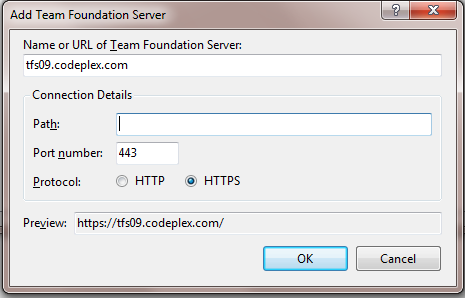 Add Team Foundation Server
Name or URL of Team Foundation Server:
tfs09.codeplex.com
Connection Details
Path:
Port number: 443
Protocol: HTTP HTTPS
Preview: https://tfs09.codeplex.com/
OK Cancel